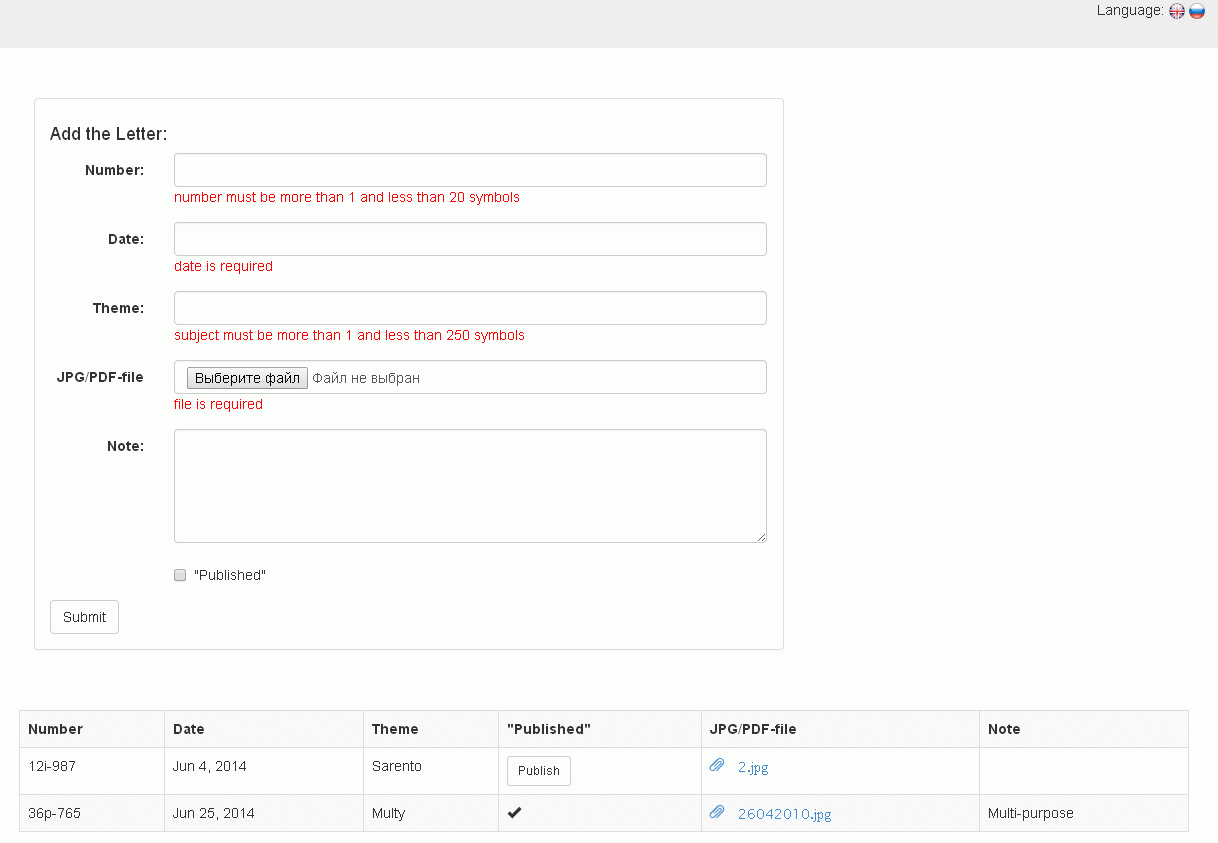 Language:
Add the Letter:
Number:
number must be more than 1 and less than 20 symbols
Date:
date is required
Theme:
subject must be more than 1 and less than 250 symbols
JPG/PDF-file
Выберите файл Файл не выбран
file is required
Note:
"Published"
Submit
Number Date Theme "Published" JPG/PDF-file Note
12i-987 Jun 4, 2014 Sarento Publish 2.jpg
36p-765 Jun 25, 2014 Multy 26042010.jpg Multi-purpose